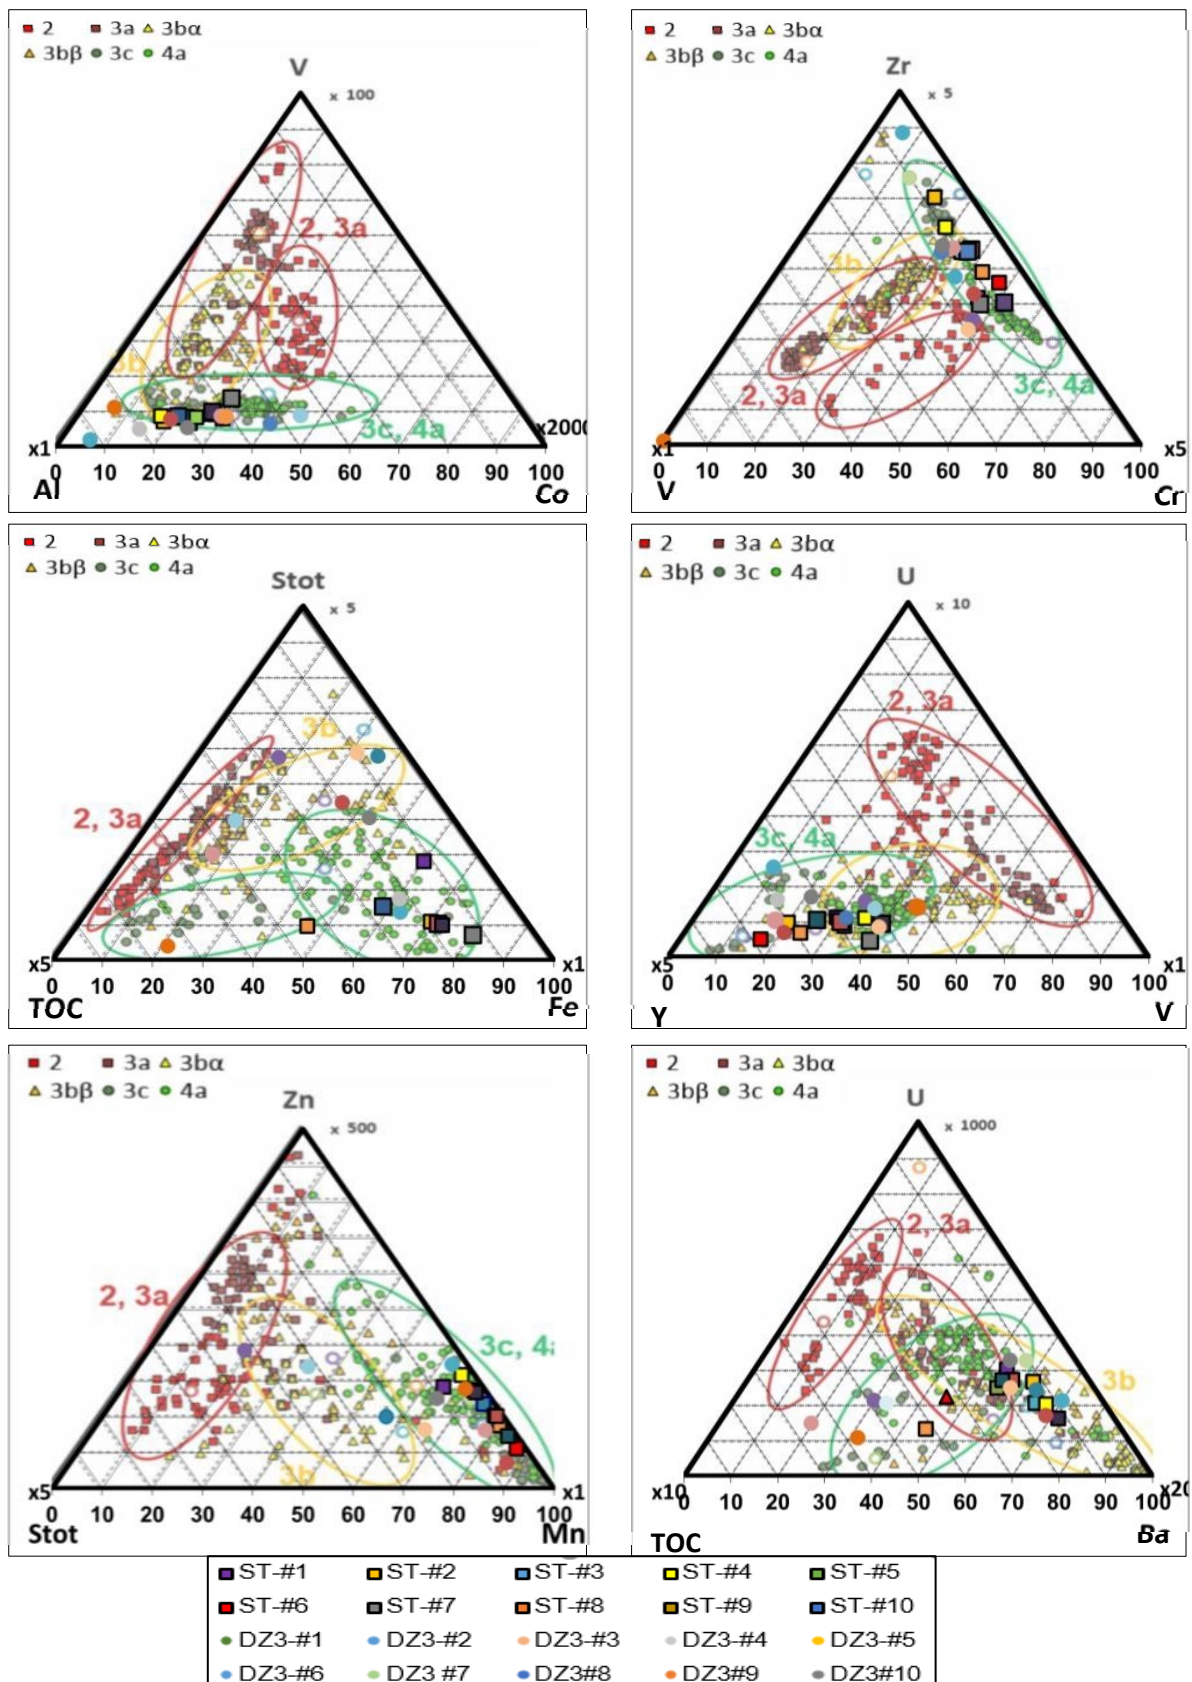 2 3a 3bα
3bβ 3c 4a
V
x 100
2, 3a
3b
3c, 4a
x1 x2000
0 10 20 30 40 50 60 70 80 90 100
Al Co
2 3a 3bα
3bβ 3c 4a
Zr
x 5
3b
2, 3a
3c, 4a
x1 x5
0 10 20 30 40 50 60 70 80 90 100
V Cr
2 3a 3bα
3bβ 3c 4a
Stot
x 5
3b
2, 3a
x5 x1
0 10 20 30 40 50 60 70 80 90 100
TOC Fe
2 3a 3bα
3bβ 3c 4a
U
x 10
2, 3a
3c, 4a
x5 x1
0 10 20 30 40 50 60 70 80 90 100
Y V
2 3a 3bα
3bβ 3c 4a
Zn
x 500
2, 3a
3c, 4
3b
x5 x1
0 10 20 30 40 50 60 70 80 90 100
Stot Mn
2 3a 3bα
3bβ 3c 4a
U
x 1000
2, 3a
3b
x10 x20
0 10 20 30 40 50 60 70 80 90 100
TOC Ba
ST-#1 ST-#2 ST-#3 ST-#4 ST-#5
ST-#6 ST-#7 ST-#8 ST-#9 ST-#10
DZ3-#1 DZ3-#2 DZ3-#3 DZ3-#4 DZ3-#5
DZ3-#6 DZ3 #7 DZ3#8 DZ3#9 DZ3#10